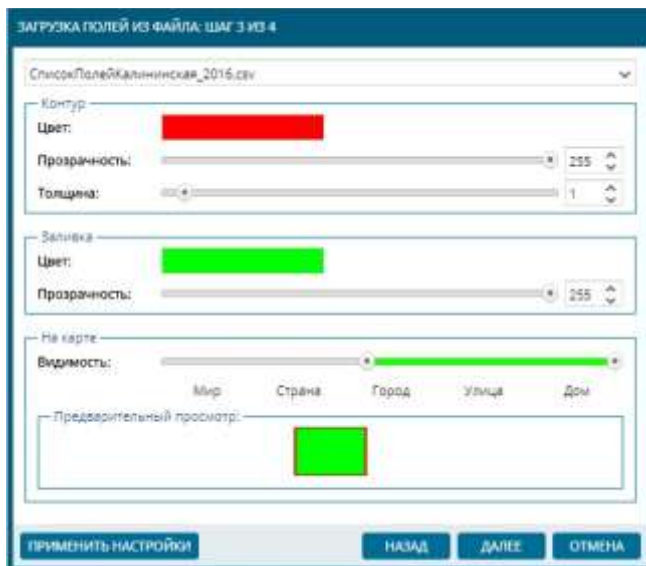 ЗАГРУЗКА ПОЛЕЙ ИЗ ФАЙЛА: ШАГ 3 ИЗ 4
СписокПолейКалининская_2016.csv
Контур
Цвет:
Прозрачность: 255
Толщина: 1
Заливка
Цвет:
Прозрачность: 255
На карте
Видимость:
Мир Страна Город Улица Дом
Предварительный просмотр:
ПРИМЕНИТЬ НАСТРОЙКИ НАЗАД ДАЛЕЕ ОТМЕНА